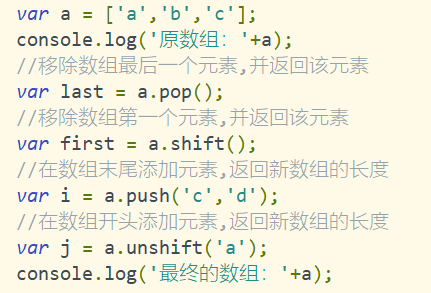 var a = ['a','b','c'];
console.log('原数组：'+a);
//移除数组最后一个元素,并返回该元素
var last = a.pop();
//移除数组第一个元素,并返回该元素
var first = a.shift();
//在数组末尾添加元素,返回新数组的长度
var i = a.push('c','d');
//在数组开头添加元素,返回新数组的长度
var j = a.unshift('a');
console.log('最终的数组：'+a);